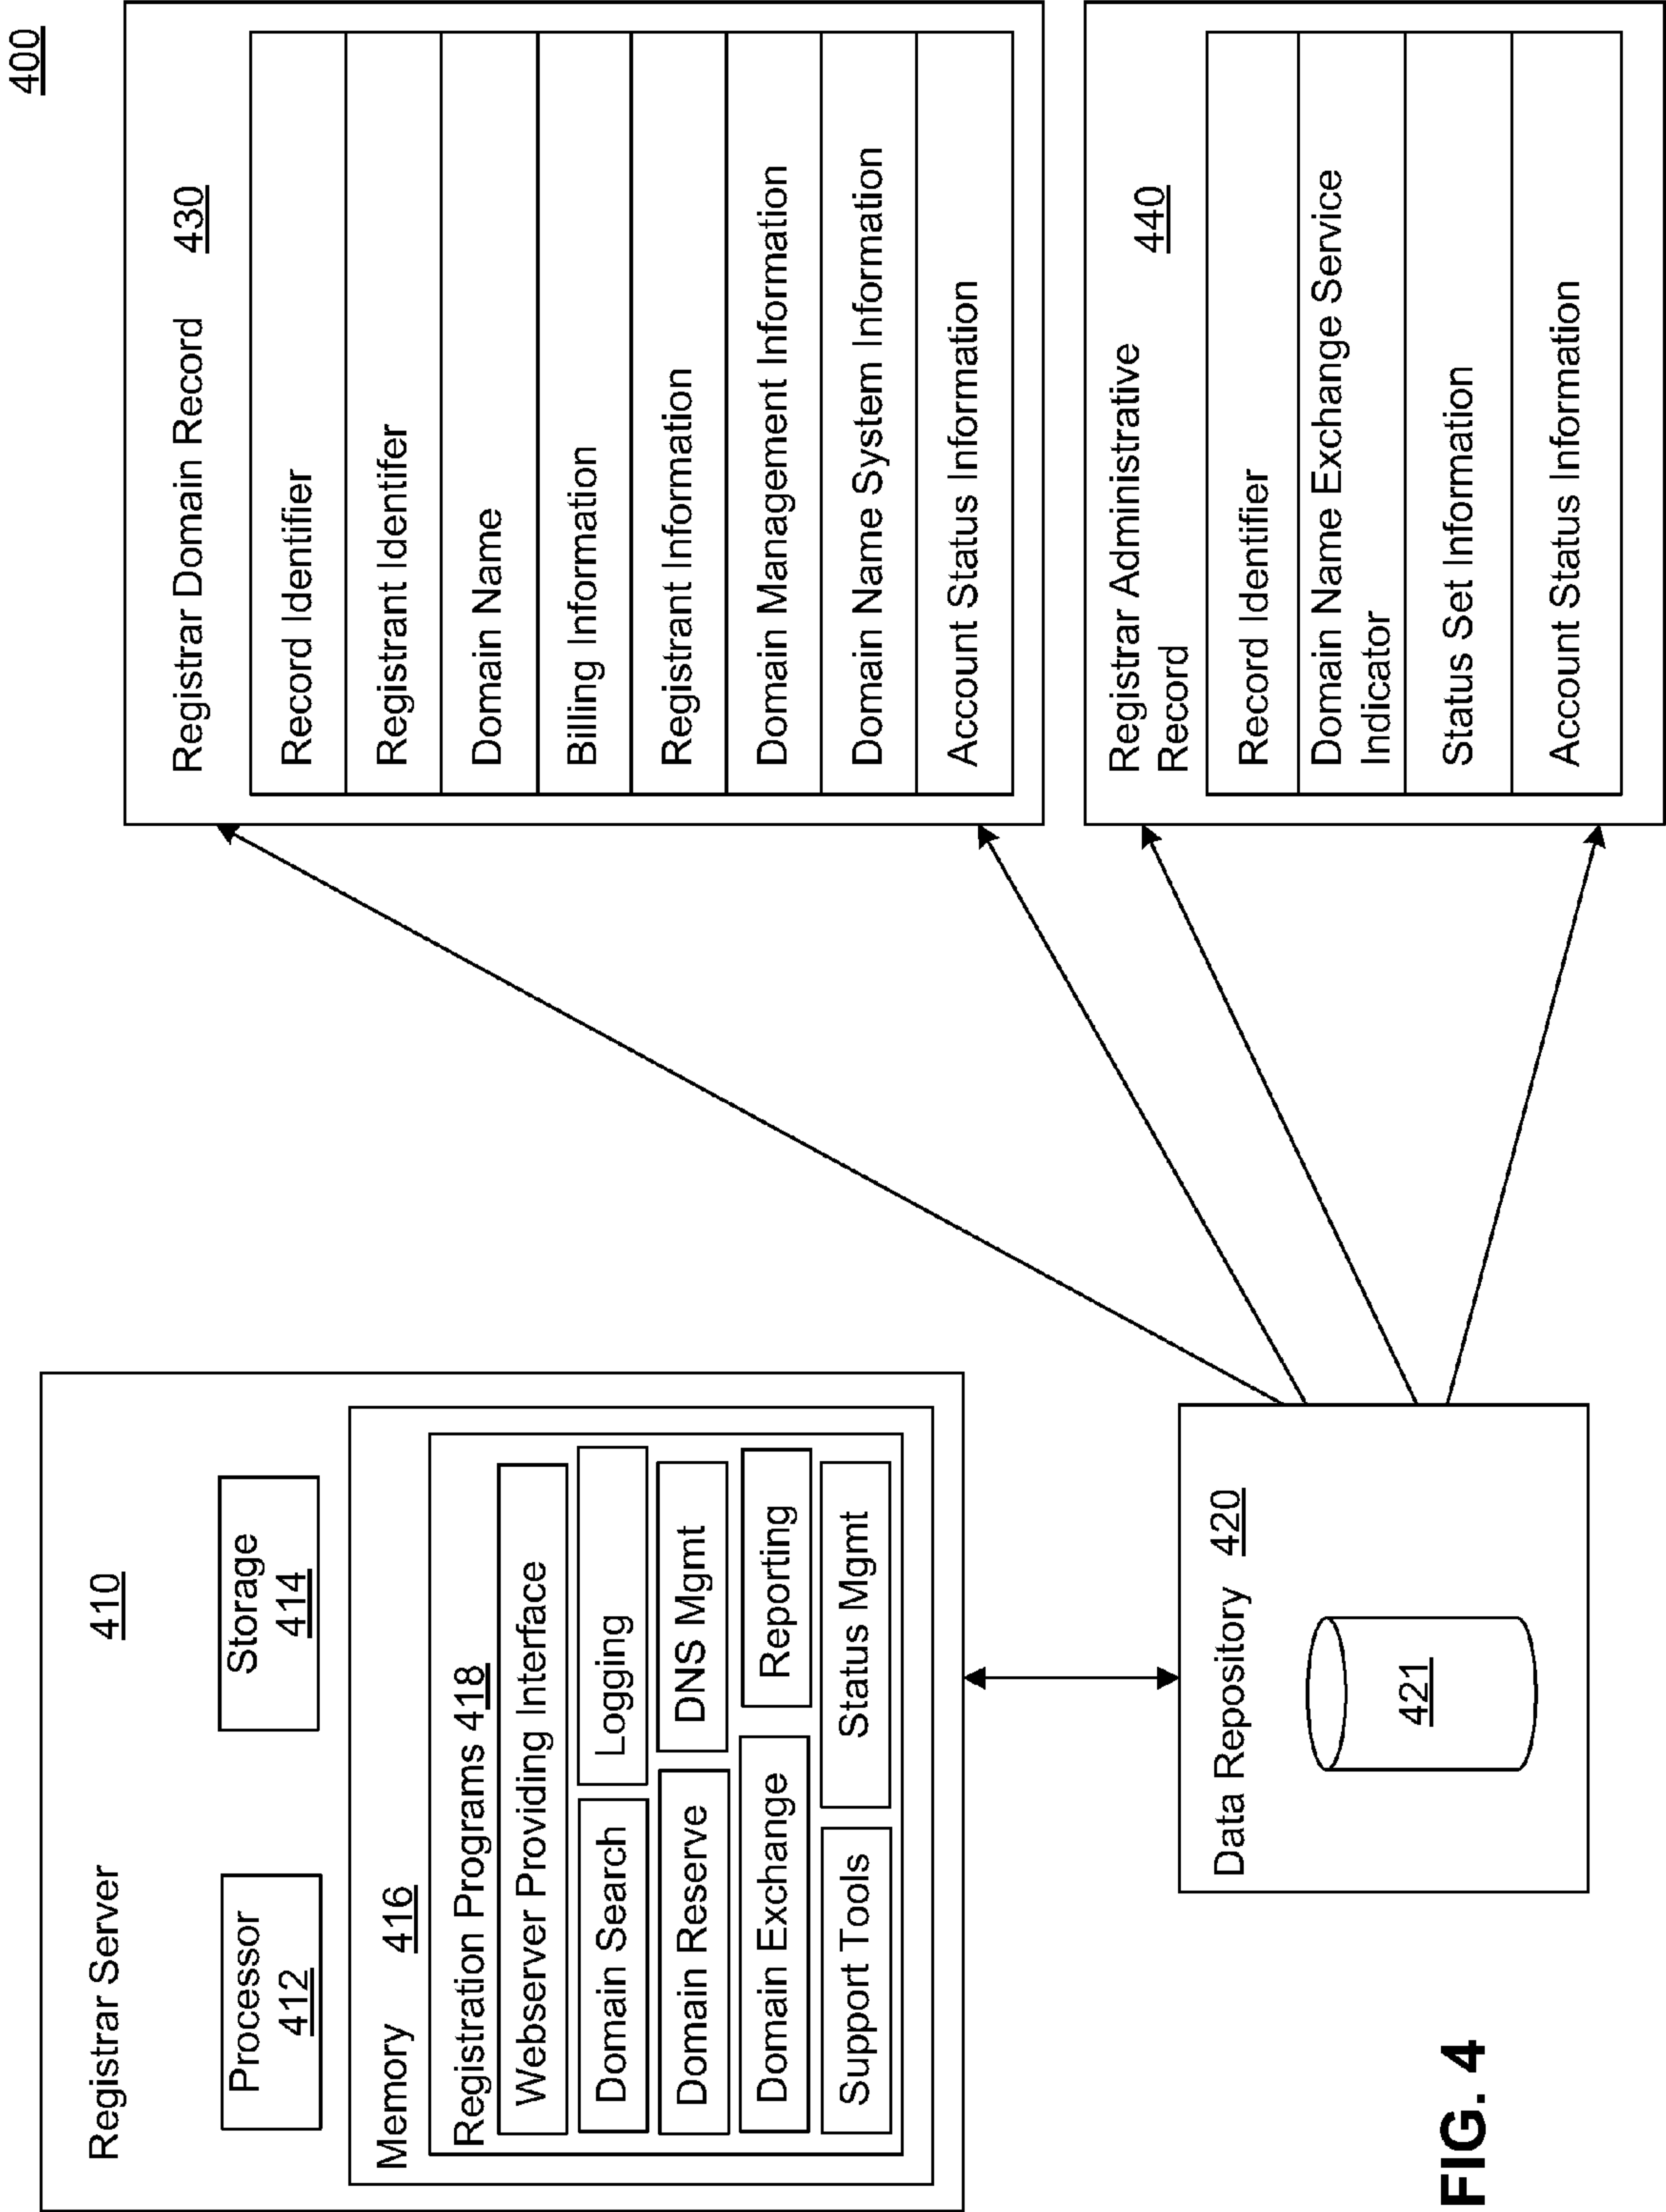 400
Registrar Server 410
Processor
412
Storage
414
Memory 416
Registration Programs 418
Webserver Providing Interface
Domain Search
Logging
Domain Reserve
DNS Mgmt
Domain Exchange
Reporting
Support Tools
Status Mgmt
Data Repository 420
421
Registrar Domain Record 430
Record Identifier
Registrant Identifer
Domain Name
Billing Information
Registrant Information
Domain Management Information
Domain Name System Information
Account Status Information
Registrar Administrative
Record 440
Record Identifier
Domain Name Exchange Service
Indicator
Status Set Information
Account Status Information
FIG. 4